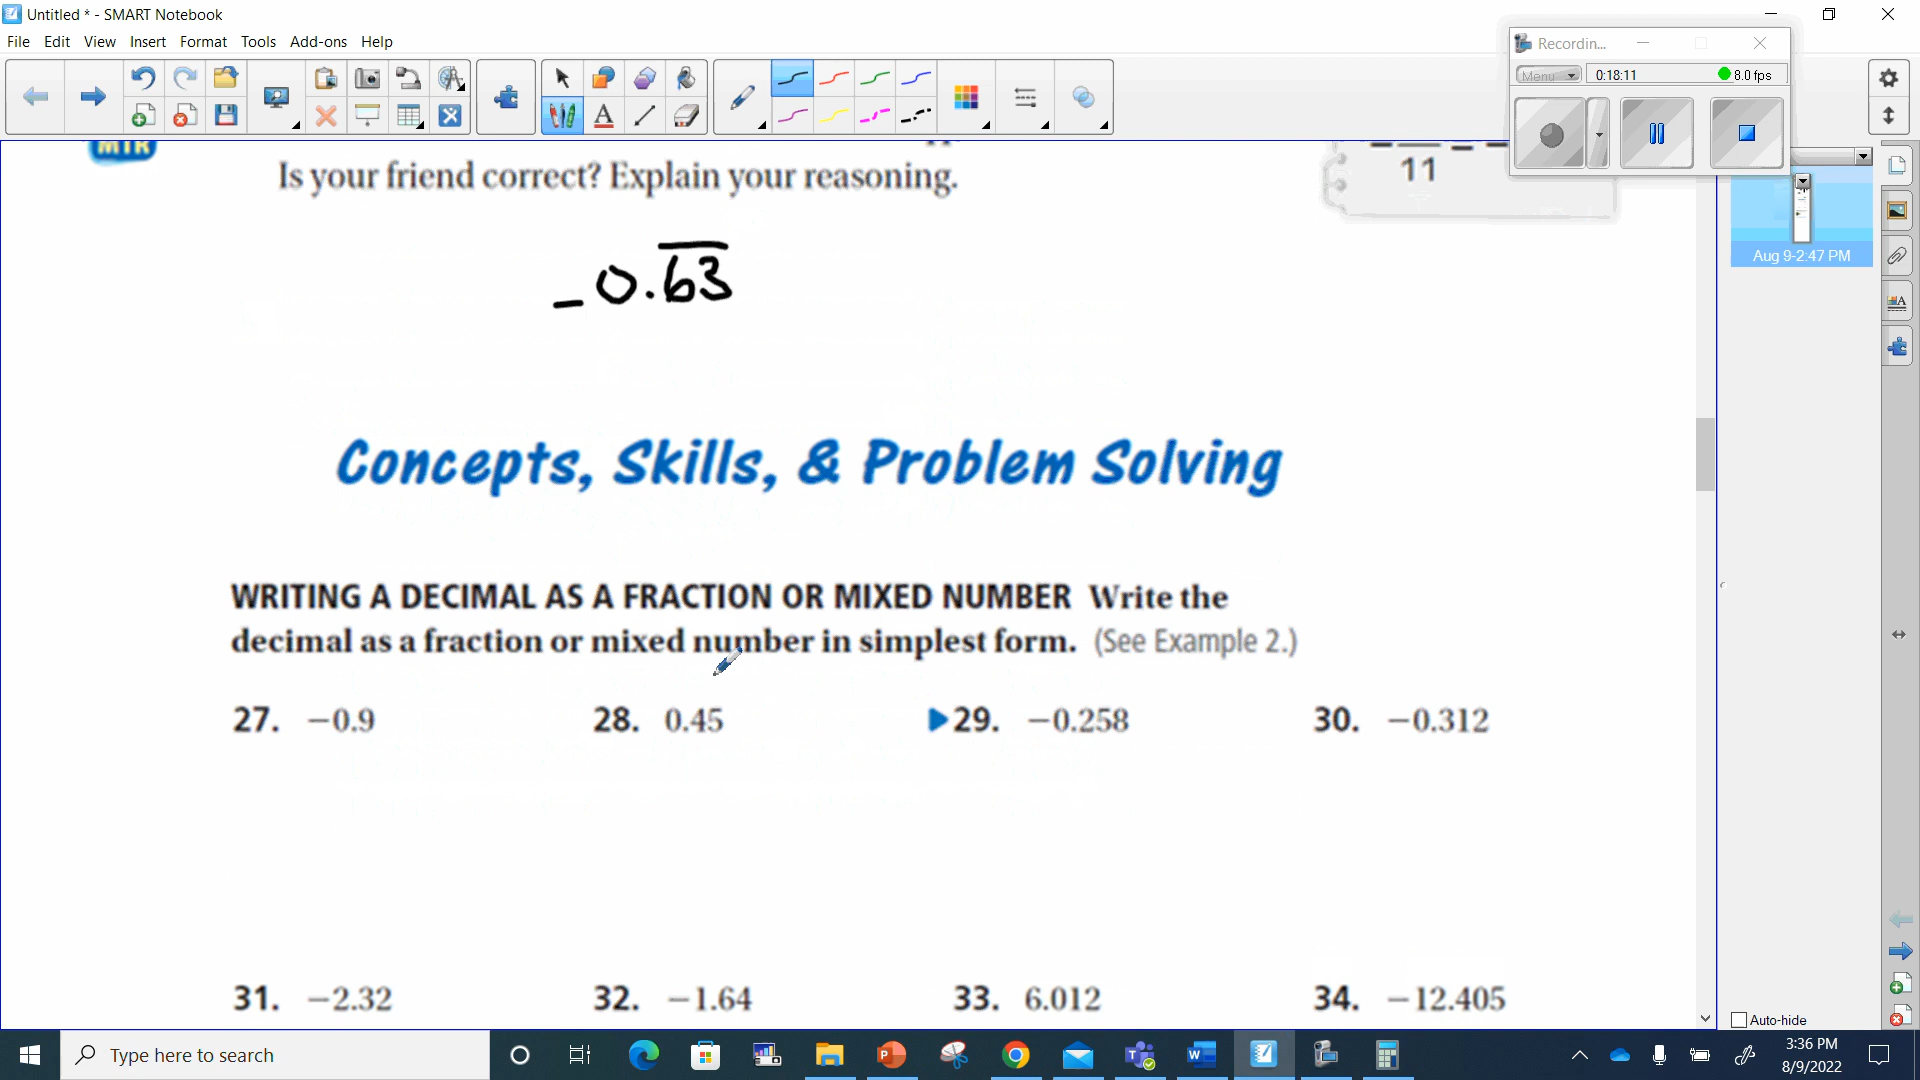 Untitled * - SMART Notebook
File Edit View Insert Format Tools Add-ons Help
Recordin...
Menu 0:18:11 8.0 fps
MTR
Is your friend correct? Explain your reasoning.
11
-0.63
Aug 9-2:47 PM
Concepts, Skills, & Problem Solving
WRITING A DECIMAL AS A FRACTION OR MIXED NUMBER Write the
decimal as a fraction or mixed number in simplest form. (See Example 2.)
27. −0.9 28. 0.45 29. −0.258 30. −0.312
31. −2.32 32. −1.64 33. 6.012 34. −12.405
Auto-hide
Type here to search
3:36 PM
8/9/2022